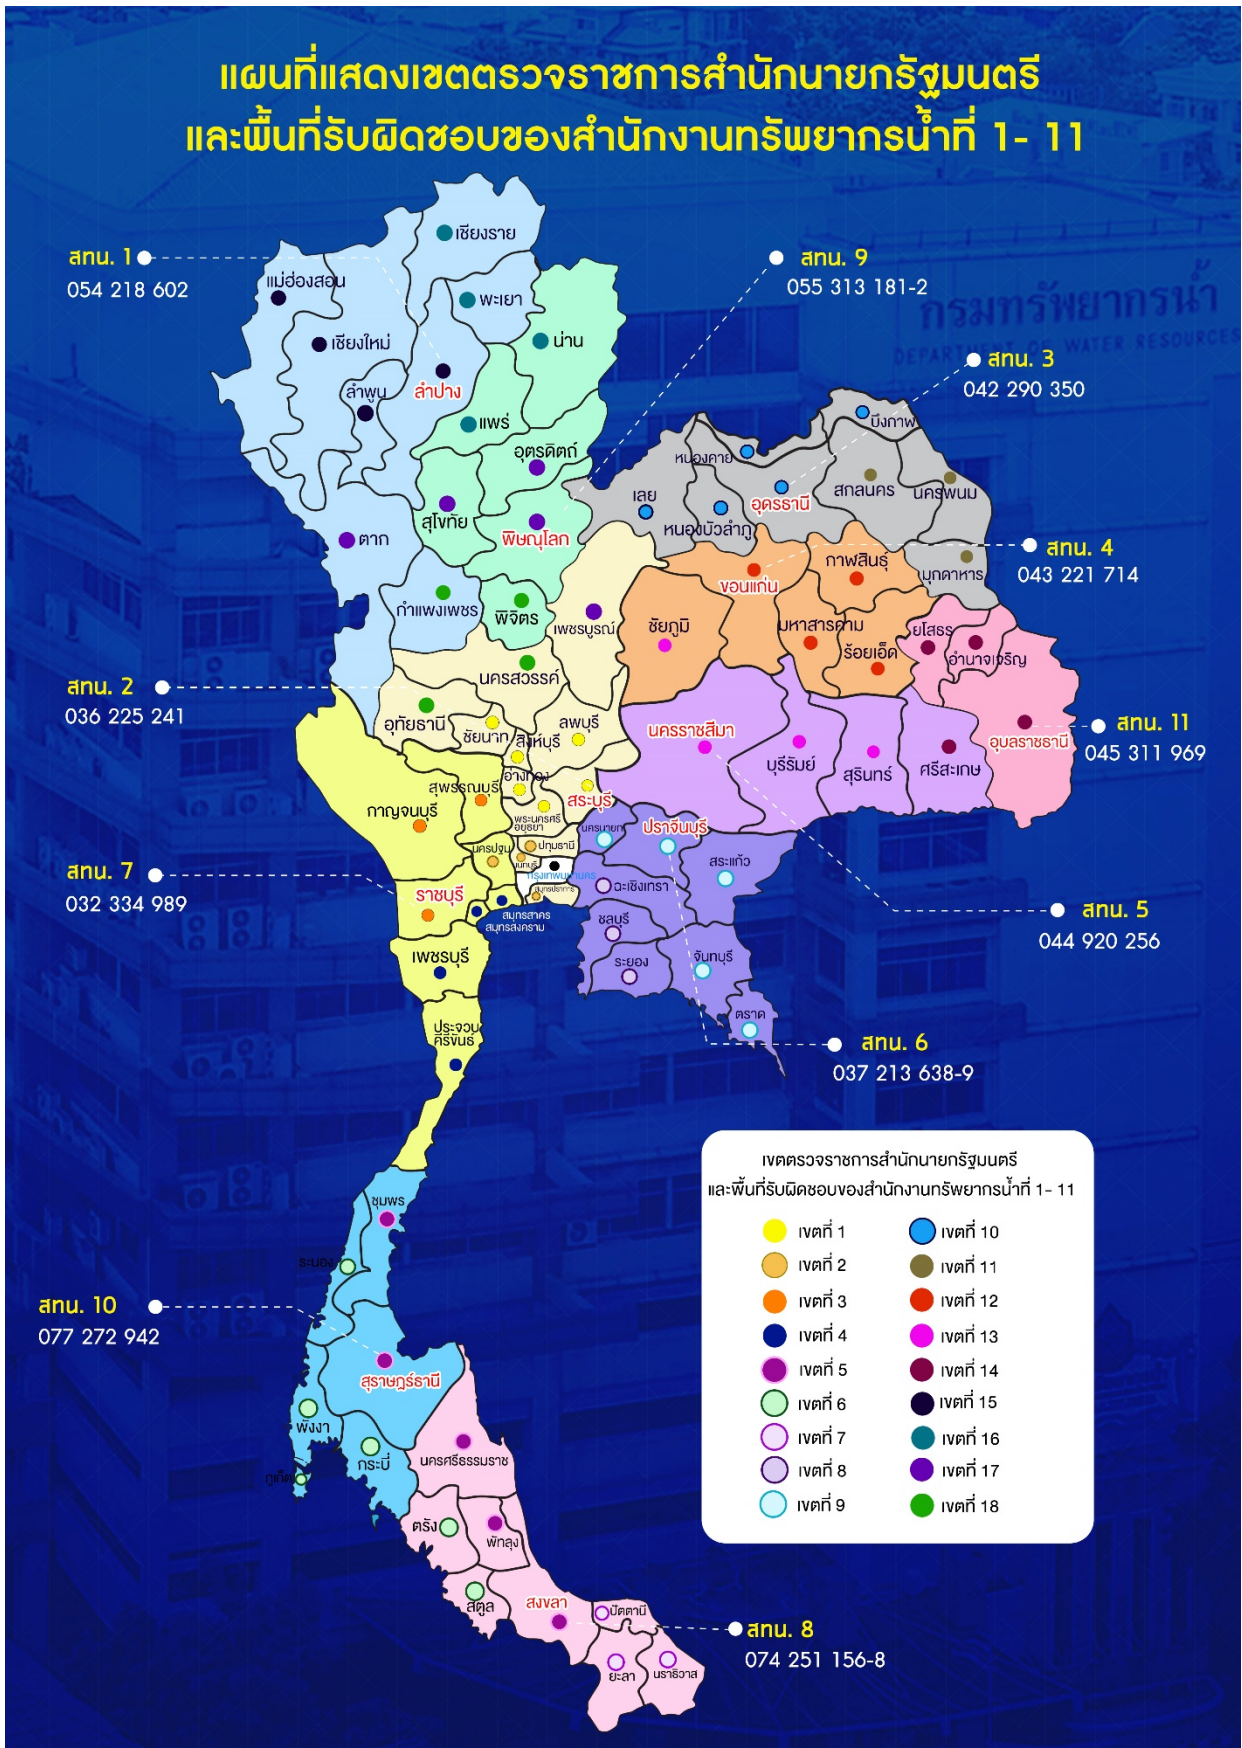 แผนที่แสดงเขตตรวจราชการสำนักนายกรัฐมนตรี
และพื้นที่รับผิดชอบของสำนักงานทรัพยากรน้ำที่ 1- 11
กรมทรัพยากรน้ำ
DEPARTMENT OF WATER RESOURCES
สทน. 1
054 218 602
สทน. 9
055 313 181-2
สทน. 3
042 290 350
สทน. 4
043 221 714
สทน. 2
036 225 241
สทน. 11
045 311 969
สทน. 7
032 334 989
สทน. 5
044 920 256
สทน. 6
037 213 638-9
สทน. 10
077 272 942
สทน. 8
074 251 156-8
เชียงราย
แม่ฮ่องสอน
พะเยา
เชียงใหม่
น่าน
ลำพูน
ลำปาง
แพร่
อุตรดิตถ์
สุโขทัย
พิษณุโลก
ตาก
กำแพงเพชร
พิจิตร
เพชรบูรณ์
บึงกาฬ
หนองคาย
เลย
หนองบัวลำภู
อุดรธานี
สกลนคร
นครพนม
มุกดาหาร
ขอนแก่น
กาฬสินธุ์
ชัยภูมิ
มหาสารคาม
ร้อยเอ็ด
ยโสธร
อำนาจเจริญ
อุบลราชธานี
นครราชสีมา
บุรีรัมย์
สุรินทร์
ศรีสะเกษ
นครสวรรค์
อุทัยธานี
ชัยนาท
สิงห์บุรี
ลพบุรี
อ่างทอง
สระบุรี
พระนครศรี
อยุธยา
สุพรรณบุรี
กาญจนบุรี
นครปฐม
ปทุมธานี
นนทบุรี
กรุงเทพมหานคร
สมุทรปราการ
นครนายก
ปราจีนบุรี
สระแก้ว
ฉะเชิงเทรา
ชลบุรี
ระยอง
จันทบุรี
ตราด
ราชบุรี
สมุทรสาคร
สมุทรสงคราม
เพชรบุรี
ประจวบ
คีรีขันธ์
ชุมพร
ระนอง
สุราษฎร์ธานี
พังงา
กระบี่
ภูเก็ต
นครศรีธรรมราช
ตรัง
พัทลุง
สตูล
สงขลา
ปัตตานี
ยะลา
นราธิวาส
เขตตรวจราชการสำนักนายกรัฐมนตรี
และพื้นที่รับผิดชอบของสำนักงานทรัพยากรน้ำที่ 1- 11
เขตที่ 1
เขตที่ 2
เขตที่ 3
เขตที่ 4
เขตที่ 5
เขตที่ 6
เขตที่ 7
เขตที่ 8
เขตที่ 9
เขตที่ 10
เขตที่ 11
เขตที่ 12
เขตที่ 13
เขตที่ 14
เขตที่ 15
เขตที่ 16
เขตที่ 17
เขตที่ 18